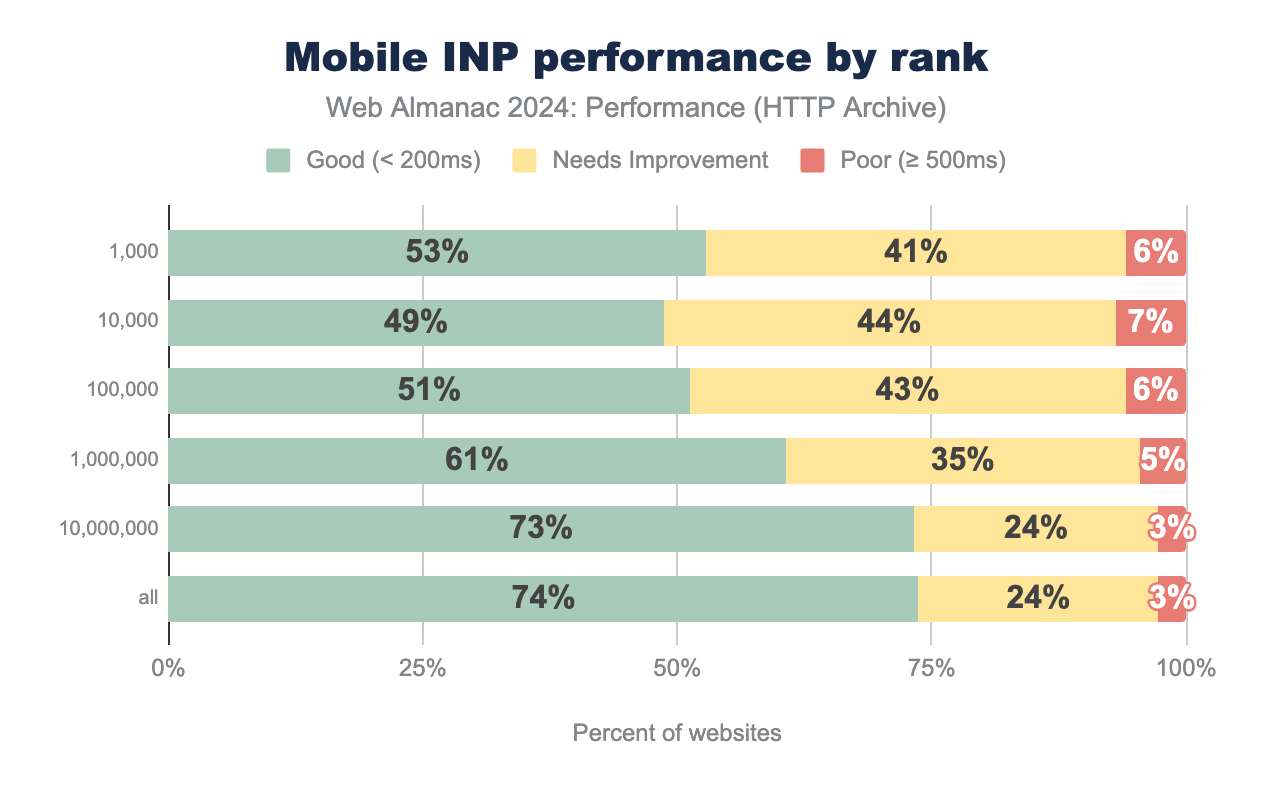 Mobile INP performance by rank
Web Almanac 2024: Performance (HTTP Archive)
Good (< 200ms) Needs Improvement Poor (≥ 500ms)
1,000 53% 41% 6%
10,000 49% 44% 7%
100,000 51% 43% 6%
1,000,000 61% 35% 5%
10,000,000 73% 24% 3%
all 74% 24% 3%
0% 25% 50% 75% 100%
Percent of websites